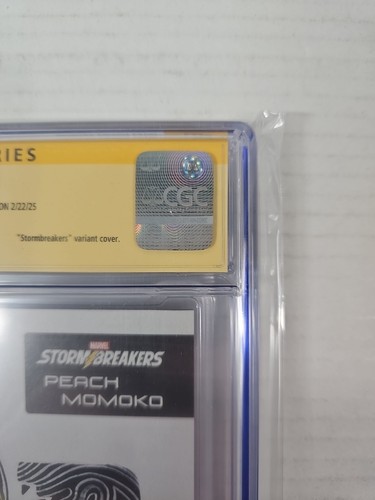 RIES
ON 2/22/25
"Stormbreakers" variant cover.
CGC
MARVEL
STORMBREAKERS
PEACH
MOMOKO